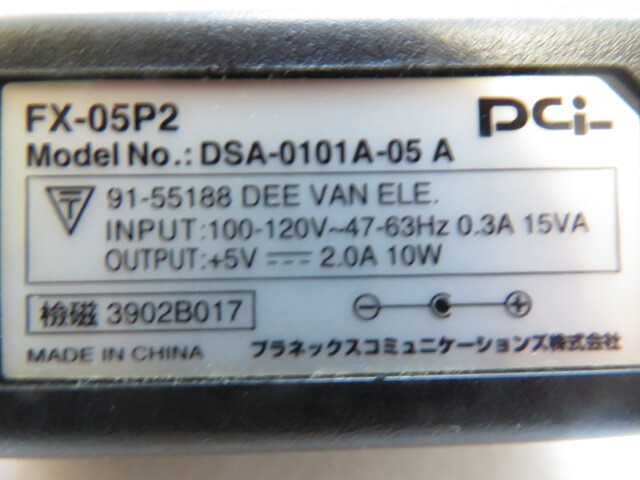 FX-05P2
PCi
Model No.: DSA-0101A-05 A
91-55188 DEE VAN ELE.
INPUT:100-120V~47-63Hz 0.3A 15VA
OUTPUT:+5V ⎓ 2.0A 10W
檢磁 3902B017
MADE IN CHINA
プラネックスコミュニケーションズ株式会社